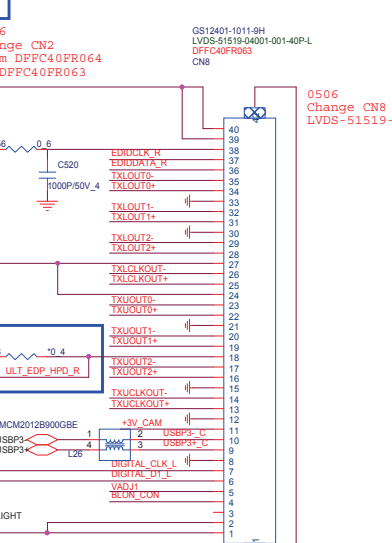 6
nge CN2
m DFFC40FR064
DFFC40FR063
GS12401-1011-9H
LVDS-51519-04001-001-40P-L
DFFC40FR063
CN8
0506
Change CN8
LVDS-51519-
40
39
6 0_6 38
EDIDCLK_R 37
C520 EDIDDATA_R 36
TXLOUT0- 35
1000P/50V_4 TXLOUT0+ 34
33
TXLOUT1- 32
TXLOUT1+ 31
30
TXLOUT2- 29
TXLOUT2+ 28
27
TXLCLKOUT- 26
TXLCLKOUT+ 25
24
TXUOUT0- 23
TXUOUT0+ 22
21
TXUOUT1- 20
TXUOUT1+ 19
*0_4 18
TXUOUT2- 17
ULT_EDP_HPD_R TXUOUT2+ 16
15
TXUCLKOUT- 14
TXUCLKOUT+ 13
12
MCM2012B900GBE +3V_CAM 11
USBP3- 1 2 USBP3-_C 10
USBP3+ 4 3 USBP3+_C 9
L26 8
DIGITAL_CLK_L 7
DIGITAL_D1_L 6
VADJ1 5
BLON_CON 4
3
IGHT 2
1